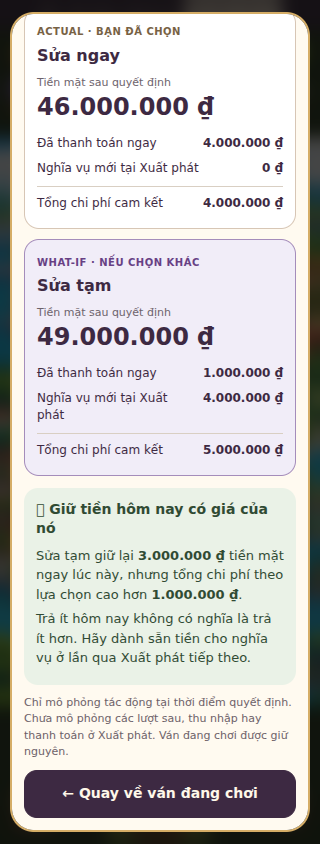 ACTUAL · BẠN ĐÃ CHỌN
Sửa ngay
Tiền mặt sau quyết định
46.000.000 ₫
Đã thanh toán ngay 4.000.000 ₫
Nghĩa vụ mới tại Xuất phát 0 ₫
Tổng chi phí cam kết 4.000.000 ₫
WHAT-IF · NẾU CHỌN KHÁC
Sửa tạm
Tiền mặt sau quyết định
49.000.000 ₫
Đã thanh toán ngay 1.000.000 ₫
Nghĩa vụ mới tại Xuất 4.000.000 ₫
phát
Tổng chi phí cam kết 5.000.000 ₫
Giữ tiền hôm nay có giá của
nó
Sửa tạm giữ lại 3.000.000 ₫ tiền mặt
ngay lúc này, nhưng tổng chi phí theo
lựa chọn cao hơn 1.000.000 ₫.
Trả ít hôm nay không có nghĩa là trả
ít hơn. Hãy dành sẵn tiền cho nghĩa
vụ ở lần qua Xuất phát tiếp theo.
Chỉ mô phỏng tác động tại thời điểm quyết định.
Chưa mô phỏng các lượt sau, thu nhập hay
thanh toán ở Xuất phát. Ván đang chơi được giữ
nguyên.
← Quay về ván đang chơi